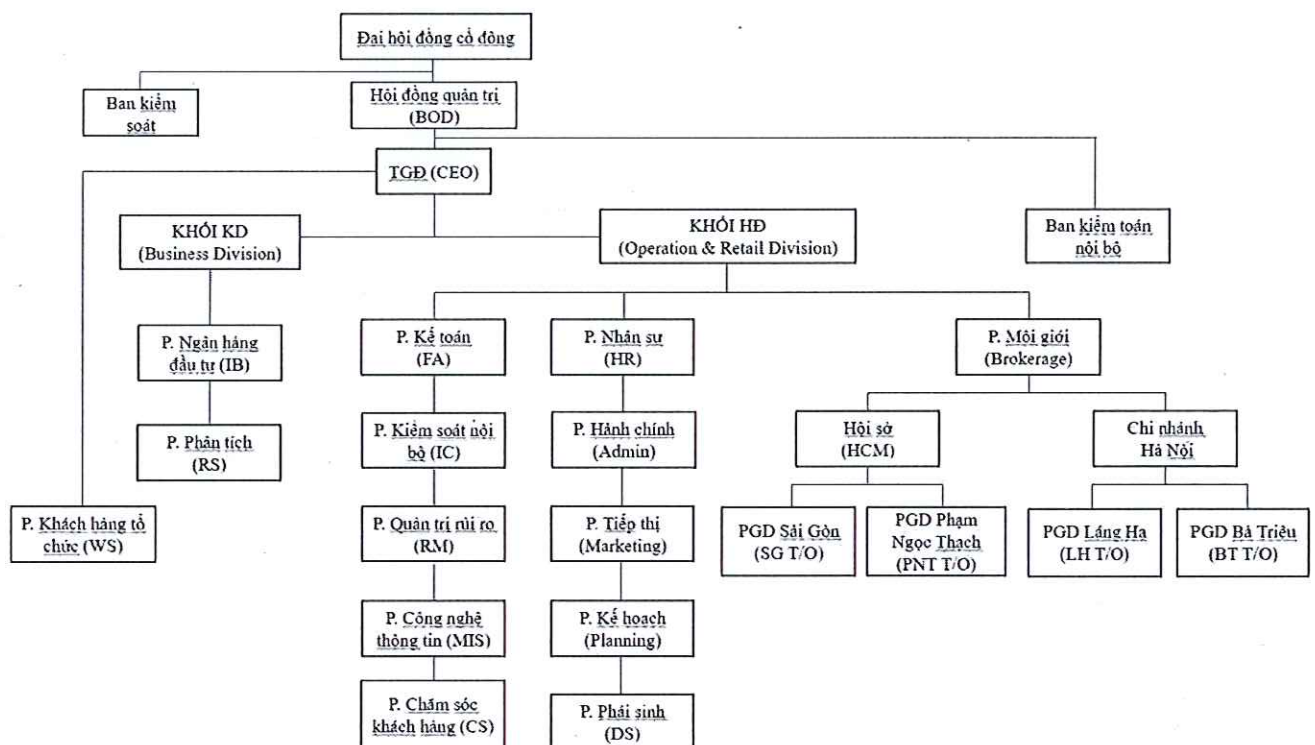 Đại hội đồng cổ đông
Ban kiểm
soát
Hội đồng quản trị
(BOD)
TGĐ (CEO)
KHỐI KD
(Business Division)
KHỐI HĐ
(Operation & Retail Division)
Ban kiểm toán
nội bộ
P. Ngân hàng
đầu tư (IB)
P. Kế toán
(FA)
P. Nhân sự
(HR)
P. Môi giới
(Brokerage)
P. Phân tích
(RS)
P. Kiểm soát nội
bộ (IC)
P. Hành chính
(Admin)
Hội sở
(HCM)
Chi nhánh
Hà Nội
P. Khách hàng tổ
chức (WS)
P. Quản trị rủi ro
(RM)
P. Tiếp thị
(Marketing)
PGD Sài Gòn
(SG T/O)
PGD Phạm
Ngọc Thạch
(PNT T/O)
PGD Láng Hạ
(LH T/O)
PGD Bà Triệu
(BT T/O)
P. Công nghệ
thông tin (MIS)
P. Kế hoạch
(Planning)
P. Chăm sóc
khách hàng (CS)
P. Phái sinh
(DS)